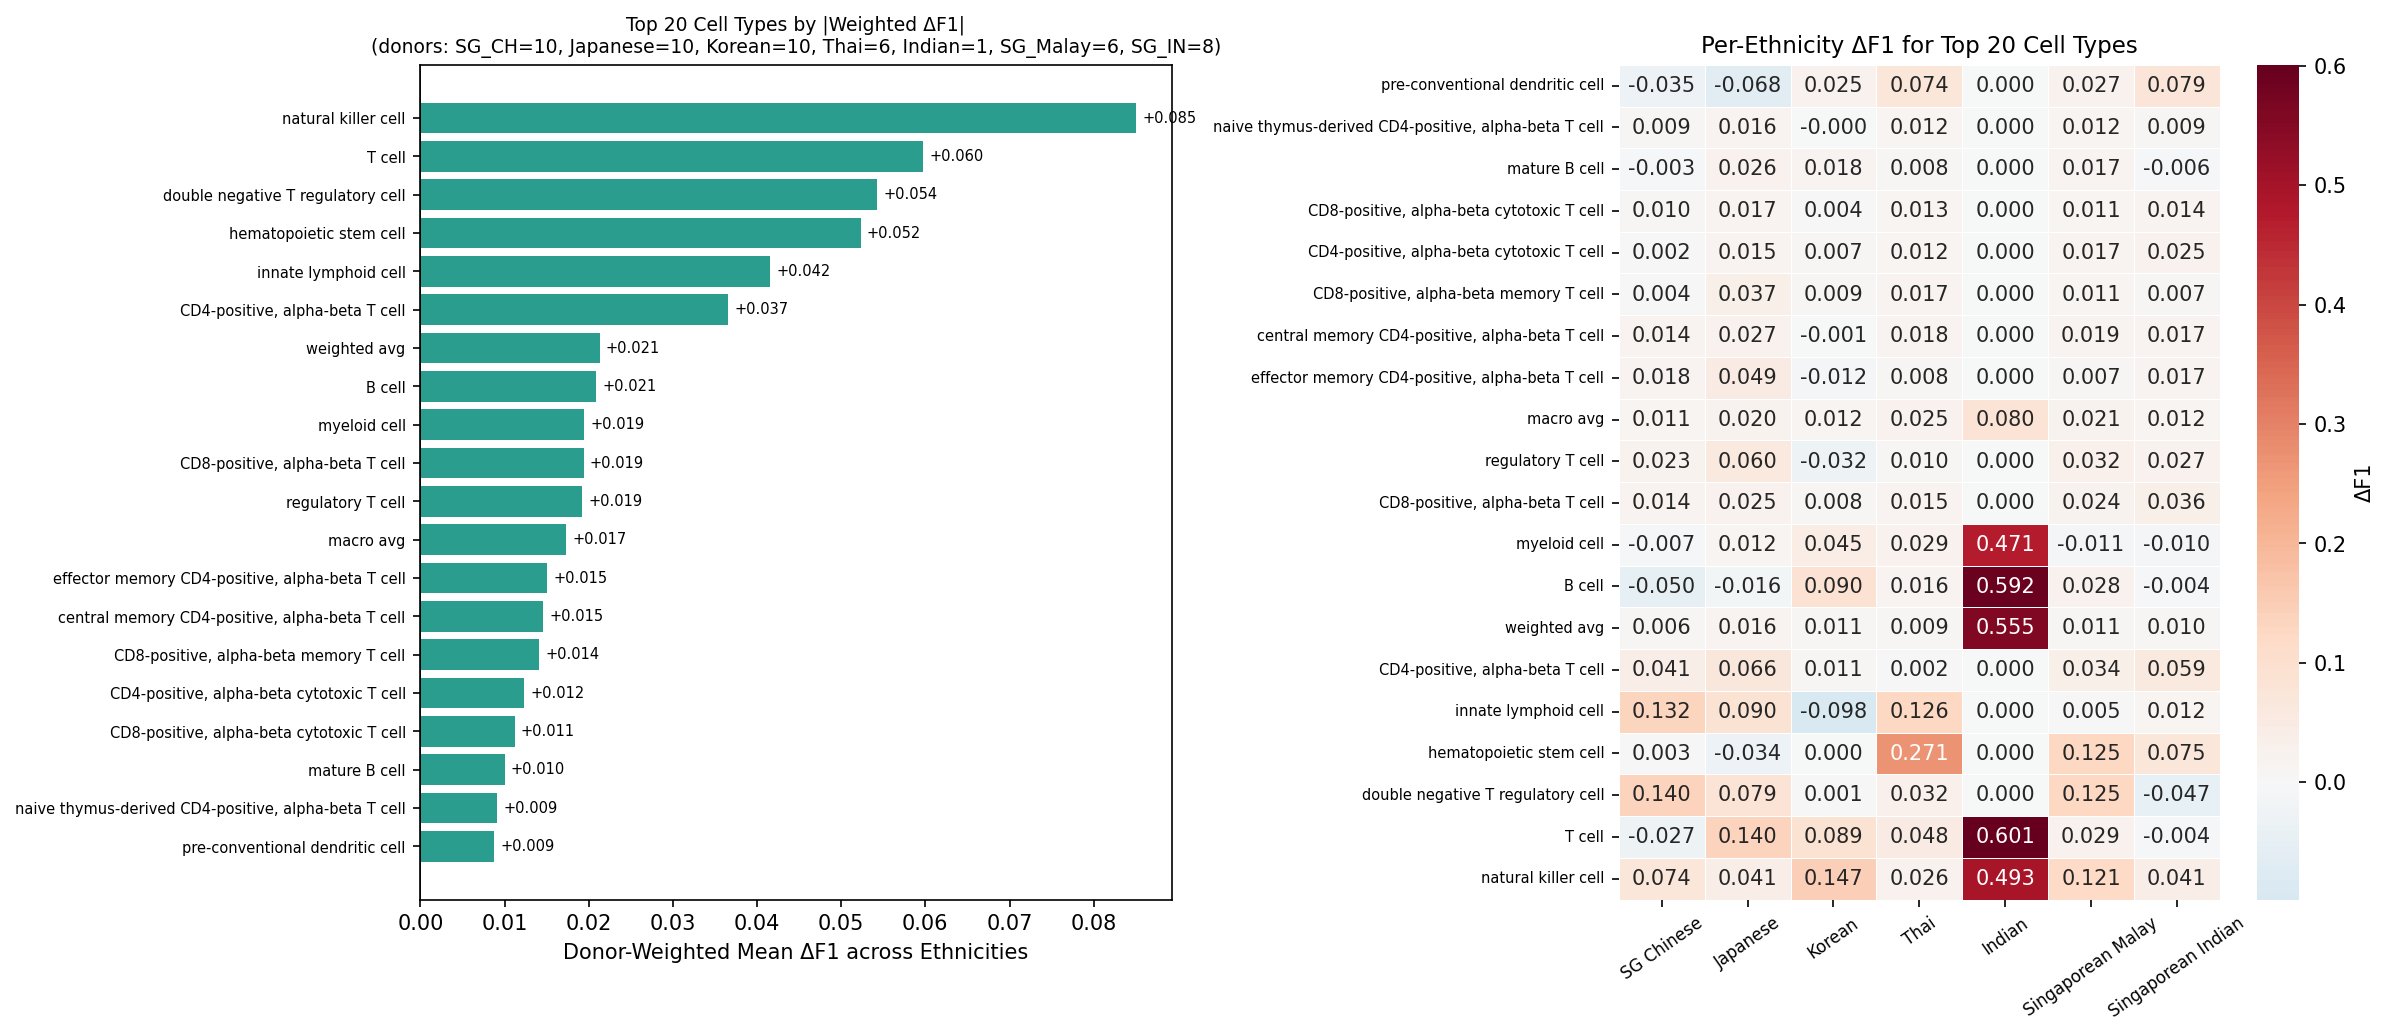 Top 20 Cell Types by |Weighted ΔF1|
(donors: SG_CH=10, Japanese=10, Korean=10, Thai=6, Indian=1, SG_Malay=6, SG_IN=8)
natural killer cell +0.085
T cell +0.060
double negative T regulatory cell +0.054
hematopoietic stem cell +0.052
innate lymphoid cell +0.042
CD4-positive, alpha-beta T cell +0.037
weighted avg +0.021
B cell +0.021
myeloid cell +0.019
CD8-positive, alpha-beta T cell +0.019
regulatory T cell +0.019
macro avg +0.017
effector memory CD4-positive, alpha-beta T cell +0.015
central memory CD4-positive, alpha-beta T cell +0.015
CD8-positive, alpha-beta memory T cell +0.014
CD4-positive, alpha-beta cytotoxic T cell +0.012
CD8-positive, alpha-beta cytotoxic T cell +0.011
mature B cell +0.010
naive thymus-derived CD4-positive, alpha-beta T cell +0.009
pre-conventional dendritic cell +0.009
0.00 0.01 0.02 0.03 0.04 0.05 0.06 0.07 0.08
Donor-Weighted Mean ΔF1 across Ethnicities
Per-Ethnicity ΔF1 for Top 20 Cell Types
pre-conventional dendritic cell -0.035 -0.068 0.025 0.074 0.000 0.027 0.079
naive thymus-derived CD4-positive, alpha-beta T cell 0.009 0.016 -0.000 0.012 0.000 0.012 0.009
mature B cell -0.003 0.026 0.018 0.008 0.000 0.017 -0.006
CD8-positive, alpha-beta cytotoxic T cell 0.010 0.017 0.004 0.013 0.000 0.011 0.014
CD4-positive, alpha-beta cytotoxic T cell 0.002 0.015 0.007 0.012 0.000 0.017 0.025
CD8-positive, alpha-beta memory T cell 0.004 0.037 0.009 0.017 0.000 0.011 0.007
central memory CD4-positive, alpha-beta T cell 0.014 0.027 -0.001 0.018 0.000 0.019 0.017
effector memory CD4-positive, alpha-beta T cell 0.018 0.049 -0.012 0.008 0.000 0.007 0.017
macro avg 0.011 0.020 0.012 0.025 0.080 0.021 0.012
regulatory T cell 0.023 0.060 -0.032 0.010 0.000 0.032 0.027
CD8-positive, alpha-beta T cell 0.014 0.025 0.008 0.015 0.000 0.024 0.036
myeloid cell -0.007 0.012 0.045 0.029 0.471 -0.011 -0.010
B cell -0.050 -0.016 0.090 0.016 0.592 0.028 -0.004
weighted avg 0.006 0.016 0.011 0.009 0.555 0.011 0.010
CD4-positive, alpha-beta T cell 0.041 0.066 0.011 0.002 0.000 0.034 0.059
innate lymphoid cell 0.132 0.090 -0.098 0.126 0.000 0.005 0.012
hematopoietic stem cell 0.003 -0.034 0.000 0.271 0.000 0.125 0.075
double negative T regulatory cell 0.140 0.079 0.001 0.032 0.000 0.125 -0.047
T cell -0.027 0.140 0.089 0.048 0.601 0.029 -0.004
natural killer cell 0.074 0.041 0.147 0.026 0.493 0.121 0.041
SG Chinese Japanese Korean Thai Indian Singaporean Malay Singaporean Indian
0.6
0.5
0.4
0.3
0.2
0.1
0.0
ΔF1